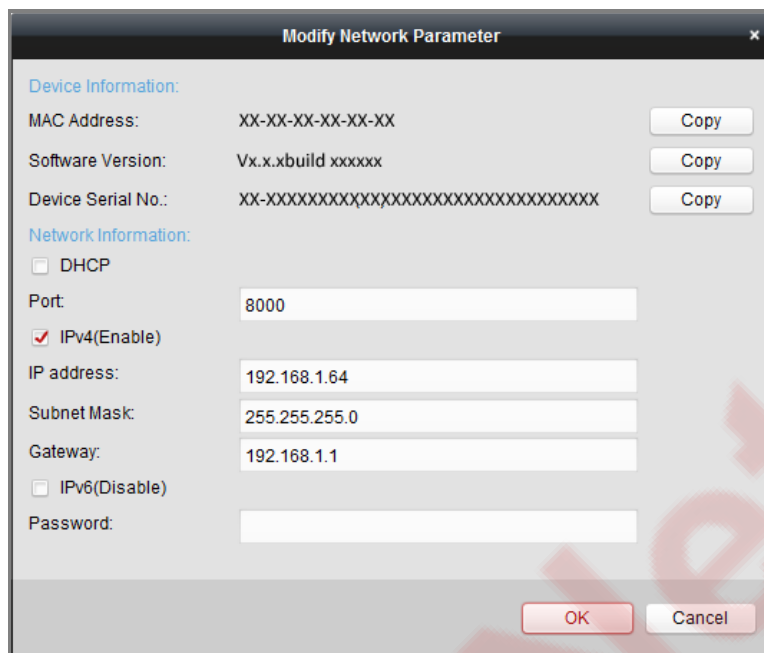 Modify Network Parameter ×
Device Information:
MAC Address: XX-XX-XX-XX-XX-XX Copy
Software Version: Vx.x.xbuild xxxxxx Copy
Device Serial No.: XX-XXXXXXXXXXXXXXXXXXXXXXXXXXXXXXX Copy
Network Information:
DHCP
Port: 8000
IPv4(Enable)
IP address: 192.168.1.64
Subnet Mask: 255.255.255.0
Gateway: 192.168.1.1
IPv6(Disable)
Password:
OK Cancel